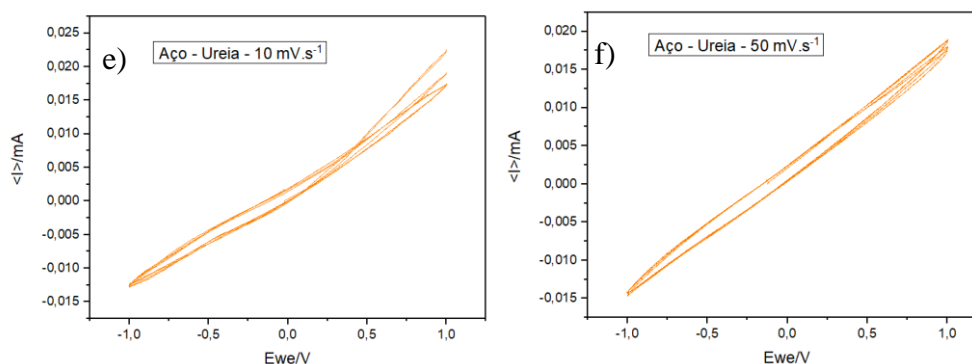 e)
Aço - Ureia - 10 mV.s⁻¹
<I>/mA
0,025
0,020
0,015
0,010
0,005
0,000
-0,005
-0,010
-0,015
-1,0 -0,5 0,0 0,5 1,0
Ewe/V
f)
Aço - Ureia - 50 mV.s⁻¹
<I>/mA
0,020
0,015
0,010
0,005
0,000
-0,005
-0,010
-0,015
-1,0 -0,5 0,0 0,5 1,0
Ewe/V